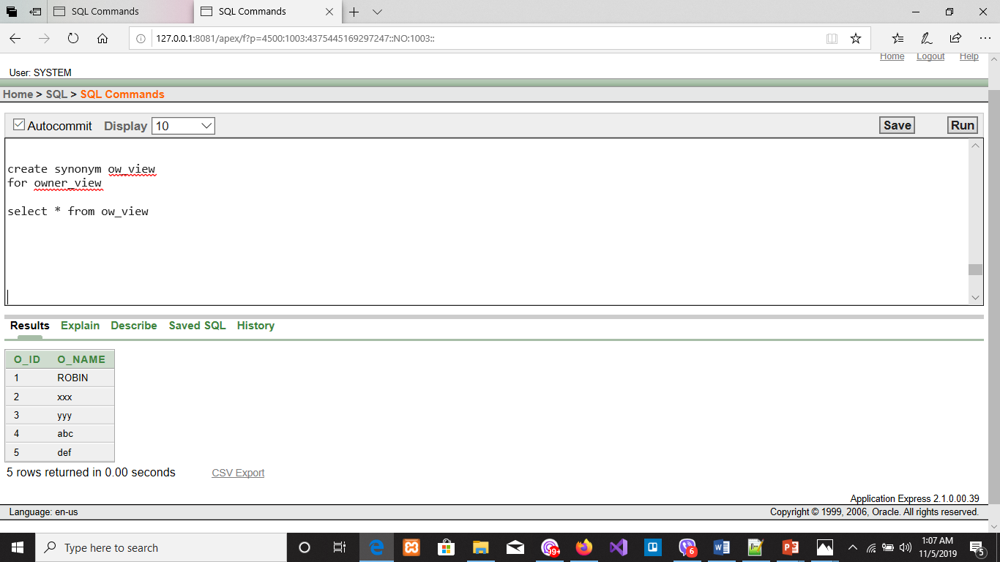 SQL Commands
SQL Commands
127.0.0.1:8081/apex/f?p=4500:1003:4375445169297247::NO:1003::
Home Logout Help
User: SYSTEM
Home > SQL > SQL Commands
Autocommit Display 10 Save Run
create synonym ow_view
for owner_view
select * from ow_view
Results Explain Describe Saved SQL History
O_ID O_NAME
1 ROBIN
2 xxx
3 yyy
4 abc
5 def
5 rows returned in 0.00 seconds CSV Export
Application Express 2.1.0.00.39
Language: en-us Copyright © 1999, 2006, Oracle. All rights reserved.
Type here to search
99+
6
1:07 AM
11/5/2019
5